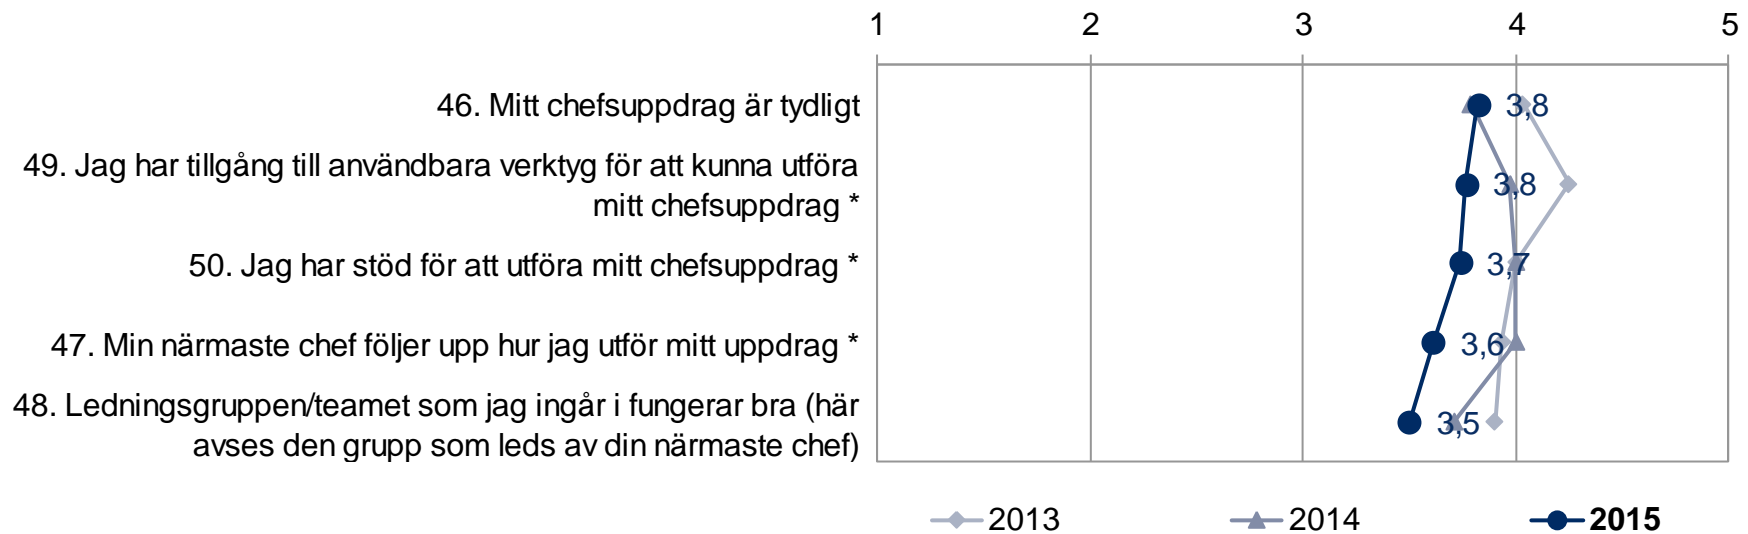 1 2 3 4 5
46. Mitt chefsuppdrag är tydligt
3,8
49. Jag har tillgång till användbara verktyg för att kunna utföra
mitt chefsuppdrag *
3,8
50. Jag har stöd för att utföra mitt chefsuppdrag *
3,7
47. Min närmaste chef följer upp hur jag utför mitt uppdrag *
3,6
48. Ledningsgruppen/teamet som jag ingår i fungerar bra (här
avses den grupp som leds av din närmaste chef)
3,5
2013 2014 2015